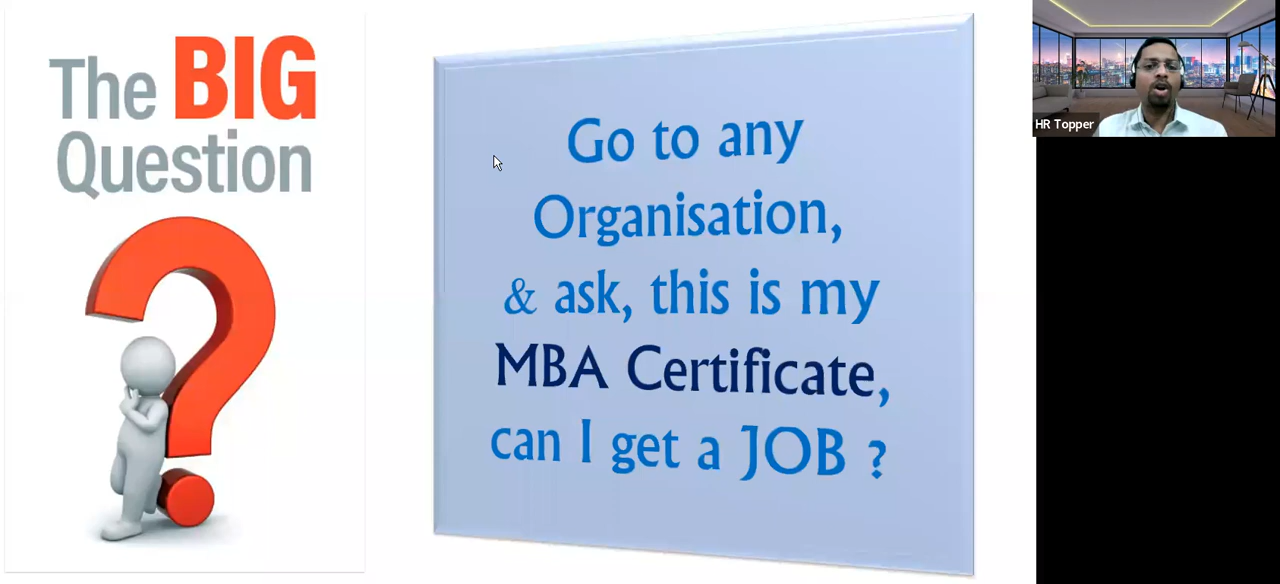 The BIG
Question
Go to any
Organisation,
& ask, this is my
MBA Certificate,
can I get a JOB ?
HR Topper